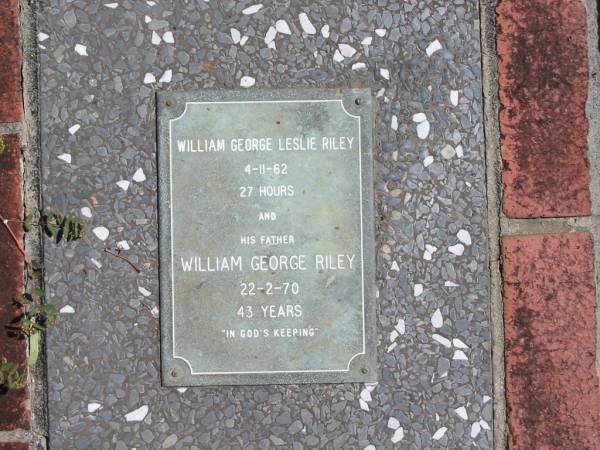 WILLIAM GEORGE LESLIE RILEY
4-11-62
27 HOURS
AND
HIS FATHER
WILLIAM GEORGE RILEY
22-2-70
43 YEARS
"IN GOD'S KEEPING"